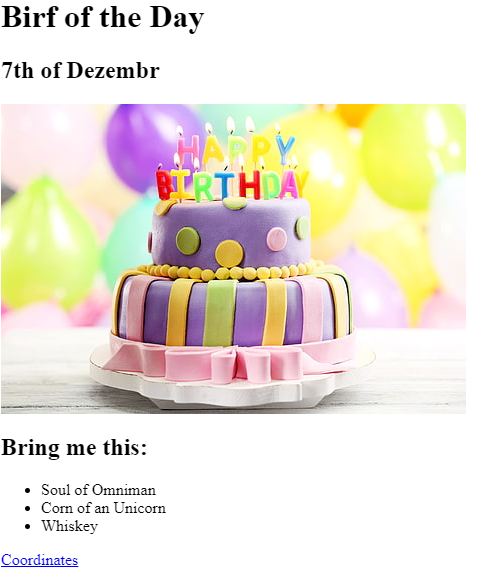 Birf of the Day
7th of Dezembr
HAPPY
BIRTHDAY
Bring me this:
Soul of Omniman
Corn of an Unicorn
Whiskey
Coordinates